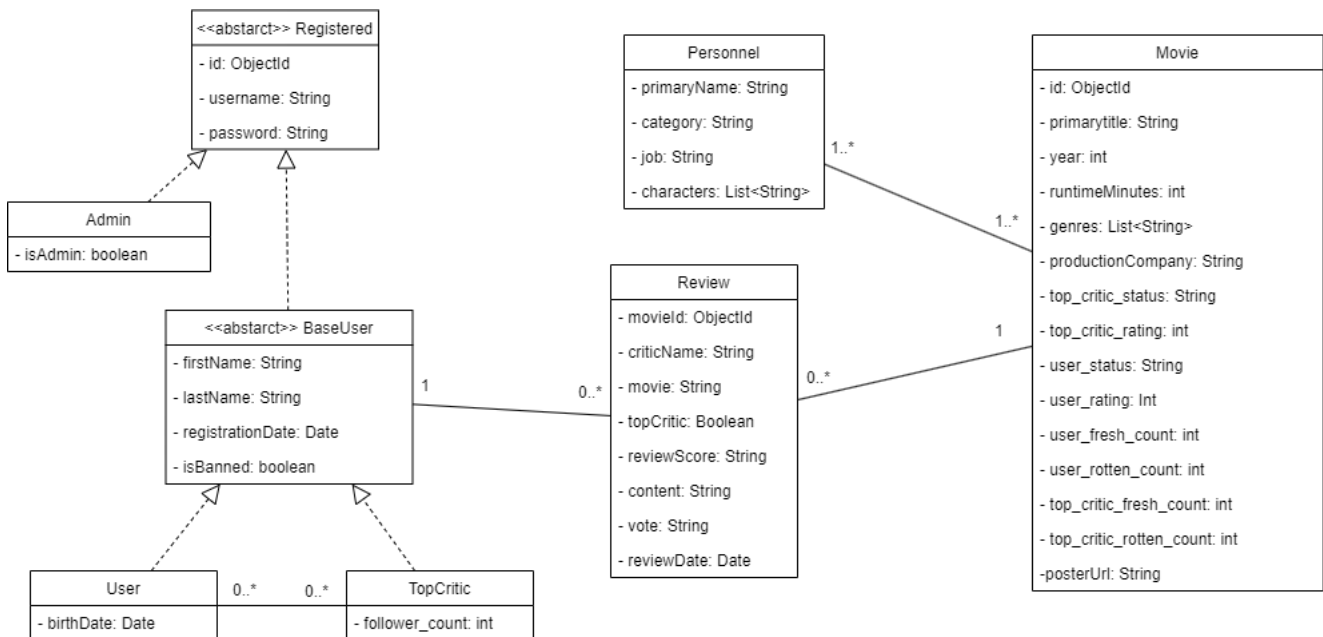 <<abstarct>> Registered
- id: ObjectId
- username: String
- password: String
Admin
- isAdmin: boolean
<<abstarct>> BaseUser
- firstName: String
- lastName: String
- registrationDate: Date
- isBanned: boolean
User
- birthDate: Date
0..*
0..*
TopCritic
- follower_count: int
1
0..*
Personnel
- primaryName: String
- category: String
- job: String
- characters: List<String>
1..*
1..*
Review
- movieId: ObjectId
- criticName: String
- movie: String
- topCritic: Boolean
- reviewScore: String
- content: String
- vote: String
- reviewDate: Date
0..*
1
Movie
- id: ObjectId
- primarytitle: String
- year: int
- runtimeMinutes: int
- genres: List<String>
- productionCompany: String
- top_critic_status: String
- top_critic_rating: int
- user_status: String
- user_rating: Int
- user_fresh_count: int
- user_rotten_count: int
- top_critic_fresh_count: int
- top_critic_rotten_count: int
-posterUrl: String